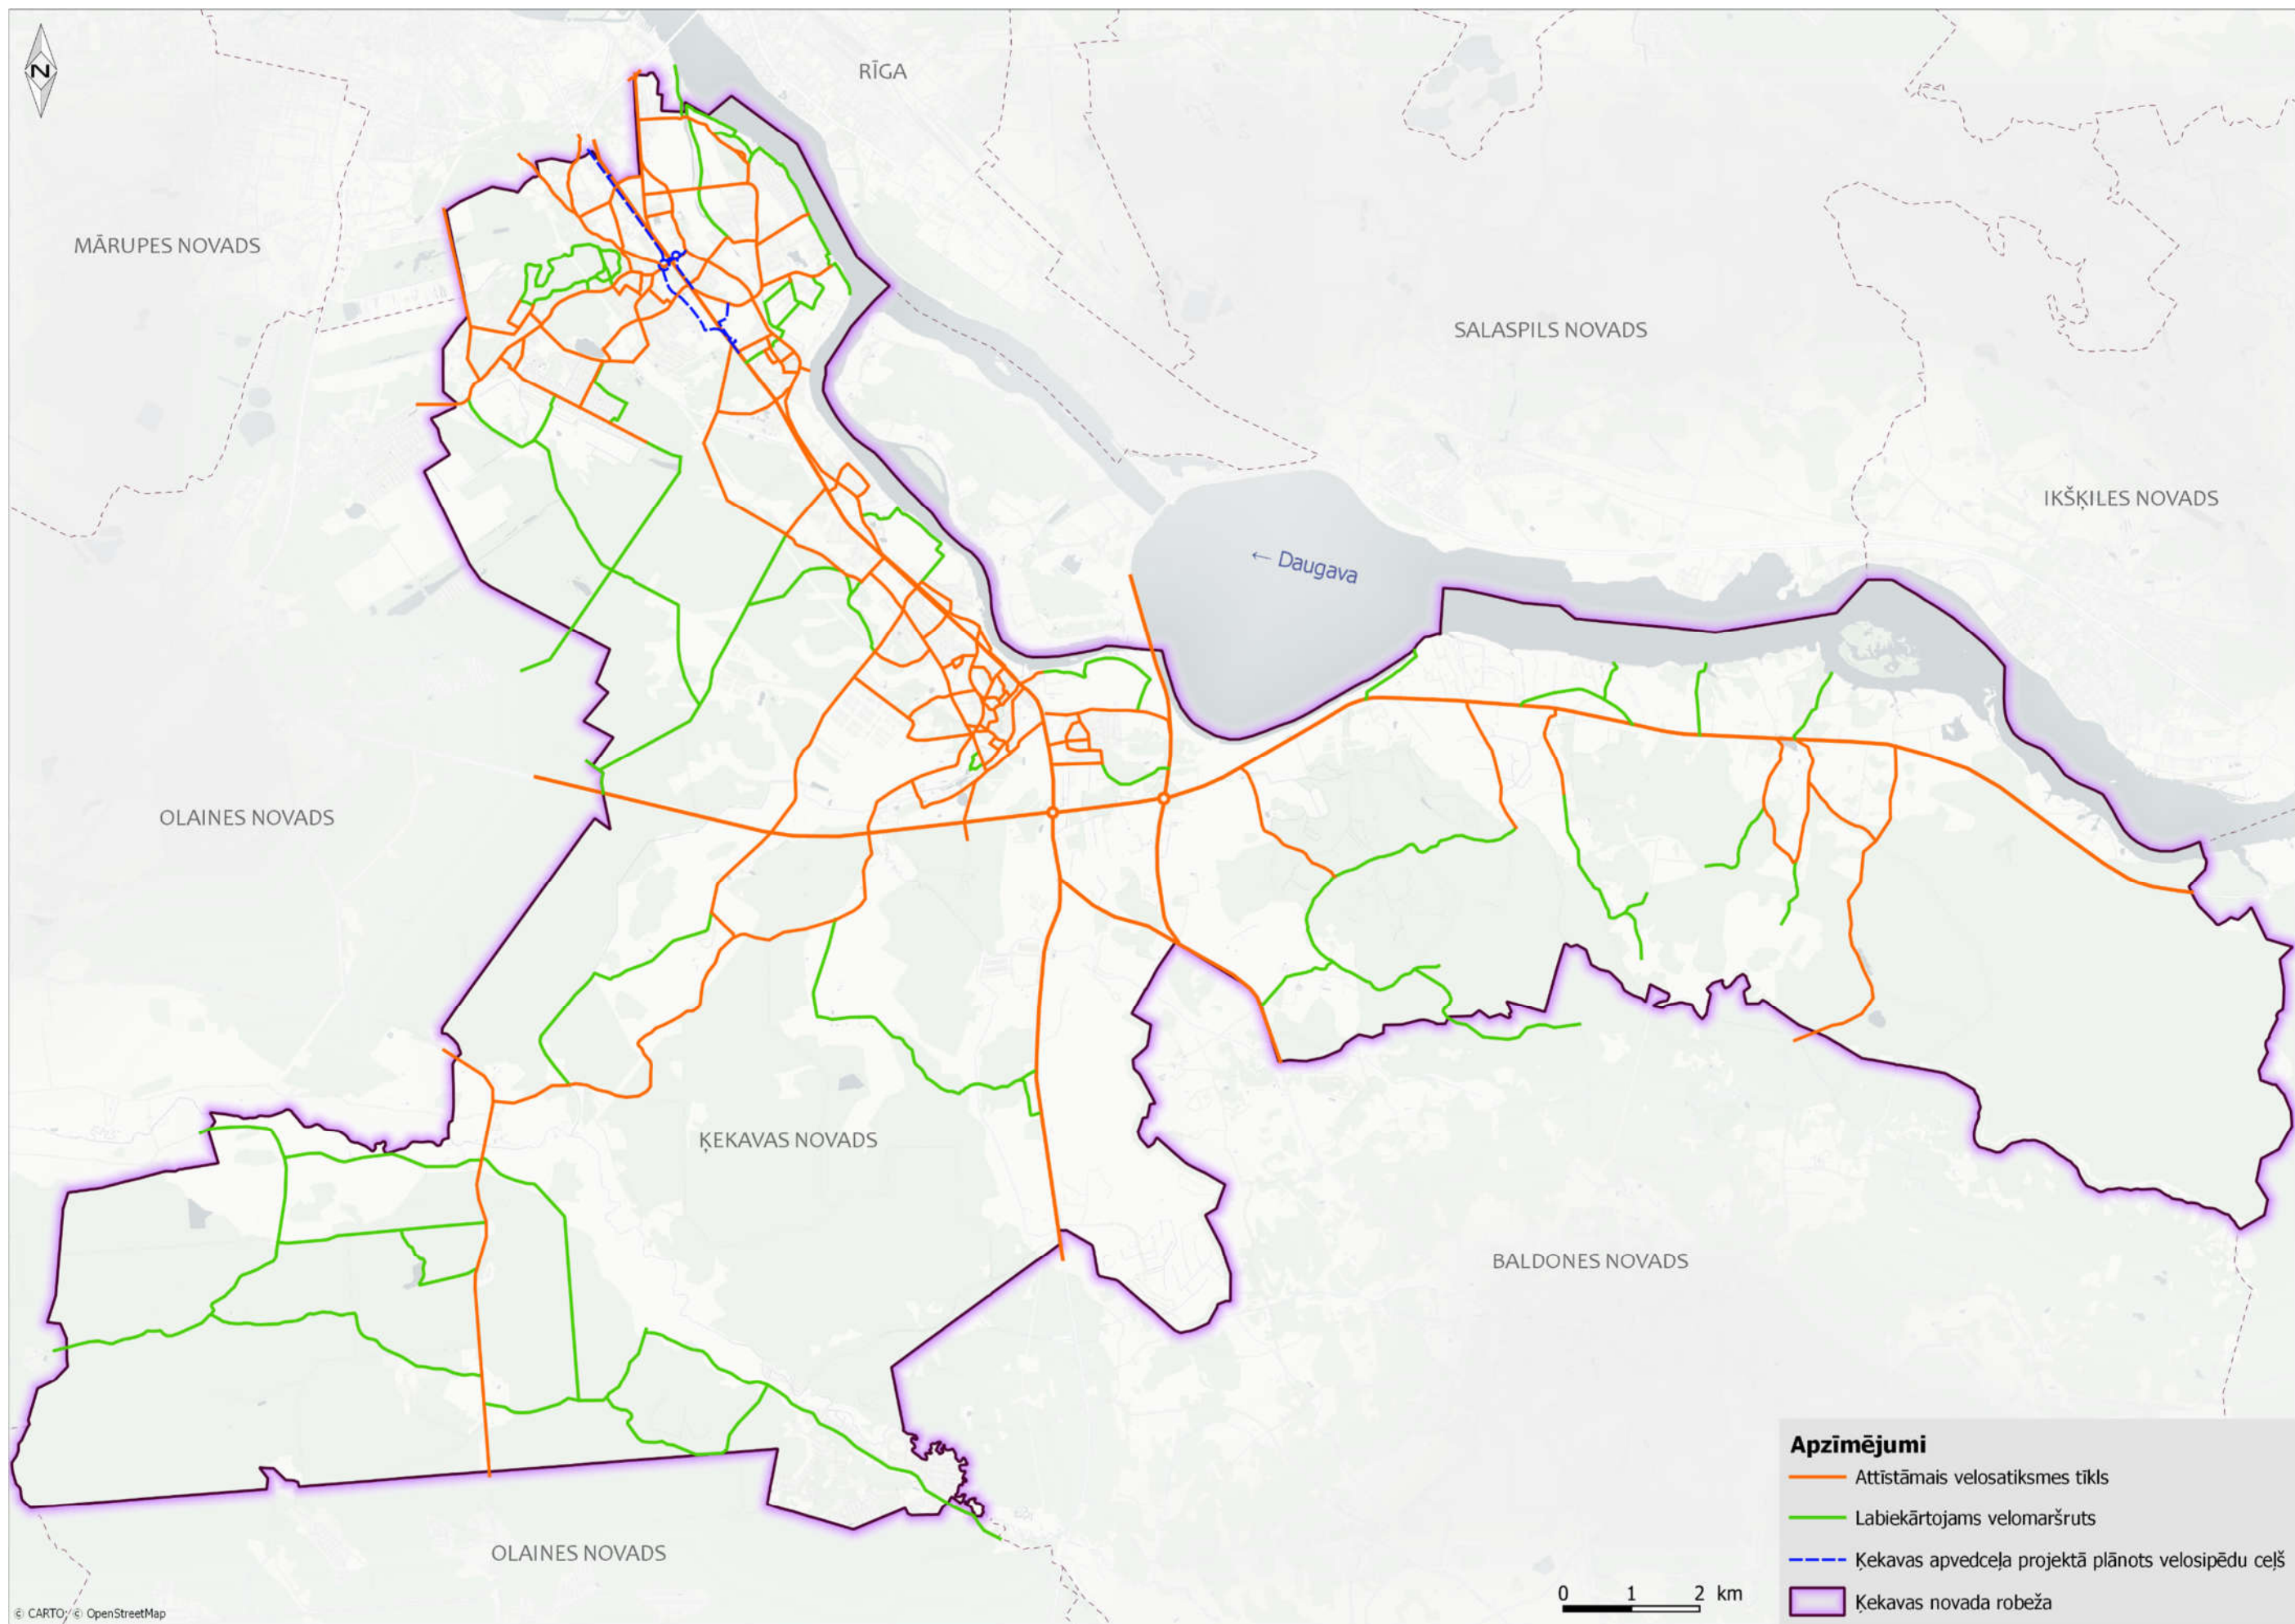 N
RĪGA
MĀRUPES NOVADS
SALASPILS NOVADS
IKŠĶILES NOVADS
← Daugava
OLAINES NOVADS
ĶEKAVAS NOVADS
BALDONES NOVADS
OLAINES NOVADS
Apzīmējumi
Attīstāmais velosatiksmes tīkls
Labiekārtojams velomaršruts
Ķekavas apvedceļa projektā plānots velosipēdu ceļš
Ķekavas novada robeža
0 1 2 km
© CARTO; © OpenStreetMap